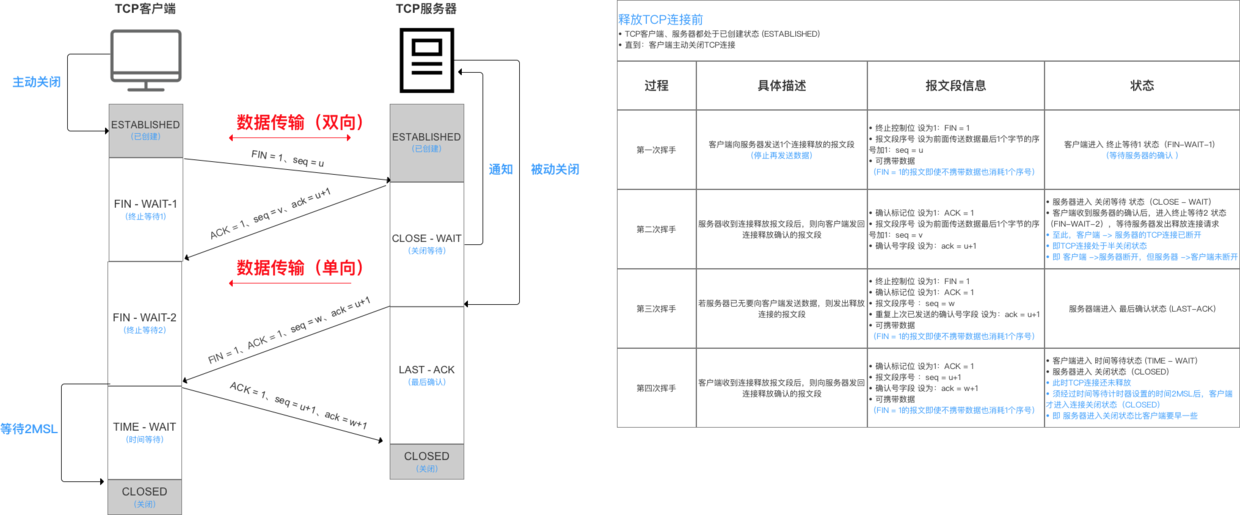 TCP客户端
TCP服务器
主动关闭
ESTABLISHED
(已创建)
数据传输（双向）
ESTABLISHED
(已创建)
FIN = 1、seq = u
通知
被动关闭
FIN - WAIT-1
(终止等待1)
ACK = 1、seq = v、ack = u+1
CLOSE - WAIT
(关闭等待)
数据传输（单向）
FIN - WAIT-2
(终止等待2)
FIN = 1、ACK = 1、seq = w、ack = u+1
LAST - ACK
(最后确认)
ACK = 1、seq = u+1、ack = w+1
等待2MSL
TIME - WAIT
(时间等待)
CLOSED
(关闭)
CLOSED
(关闭)
释放TCP连接前
• TCP客户端、服务器都处于已创建状态 (ESTABLISHED)
• 直到：客户端主动关闭TCP连接
过程
具体描述
报文段信息
状态
第一次挥手
客户端向服务器发送1个连接释放的报文段
(停止再发送数据)
• 终止控制位 设为1：FIN = 1
• 报文段序号 设为前面传送数据最后1个字节的序
号加1：seq = u
• 可携带数据
(FIN = 1的报文即使不携带数据也消耗1个序号)
客户端进入 终止等待1 状态（FIN-WAIT-1）
(等待服务器的确认 )
第二次挥手
服务器收到连接释放报文段后，则向客户端发回
连接释放确认的报文段
• 确认标记位 设为1：ACK = 1
• 报文段序号 设为前面传送数据最后1个字节的序
号加1：seq = v
• 确认号字段 设为：ack = u+1
• 服务器进入 关闭等待 状态（CLOSE - WAIT)
• 客户端收到服务器的确认后，进入终止等待2 状态
（FIN-WAIT-2），等待服务器发出释放连接请求
• 至此，客户端 -> 服务器的TCP连接已断开
• 即TCP连接处于半关闭状态
• 即 客户端 ->服务器断开，但服务器 ->客户端未断开
第三次挥手
若服务器已无要向客户端发送数据，则发出释放
连接的报文段
• 终止控制位 设为1：FIN = 1
• 确认标记位 设为1：ACK = 1
• 报文段序号 ：seq = w
• 重复上次已发送的确认号字段 设为：ack = u+1
• 可携带数据
(FIN = 1的报文即使不携带数据也消耗1个序号)
服务器端进入 最后确认状态 (LAST-ACK)
第四次挥手
客户端收到连接释放报文段后，则向服务器发回
连接释放确认的报文段
• 确认标记位 设为1：ACK = 1
• 报文段序号 ：seq = u+1
• 确认号字段 设为：ack = w+1
• 可携带数据
(FIN = 1的报文即使不携带数据也消耗1个序号)
• 客户端进入 时间等待状态 (TIME - WAIT)
• 服务器进入 关闭状态（CLOSED)
• 此时TCP连接还未释放
• 须经过时间等待计时器设置的时间2MSL后，客户端
才进入连接关闭状态（CLOSED)
• 即 服务器进入关闭状态比客户端要早一些